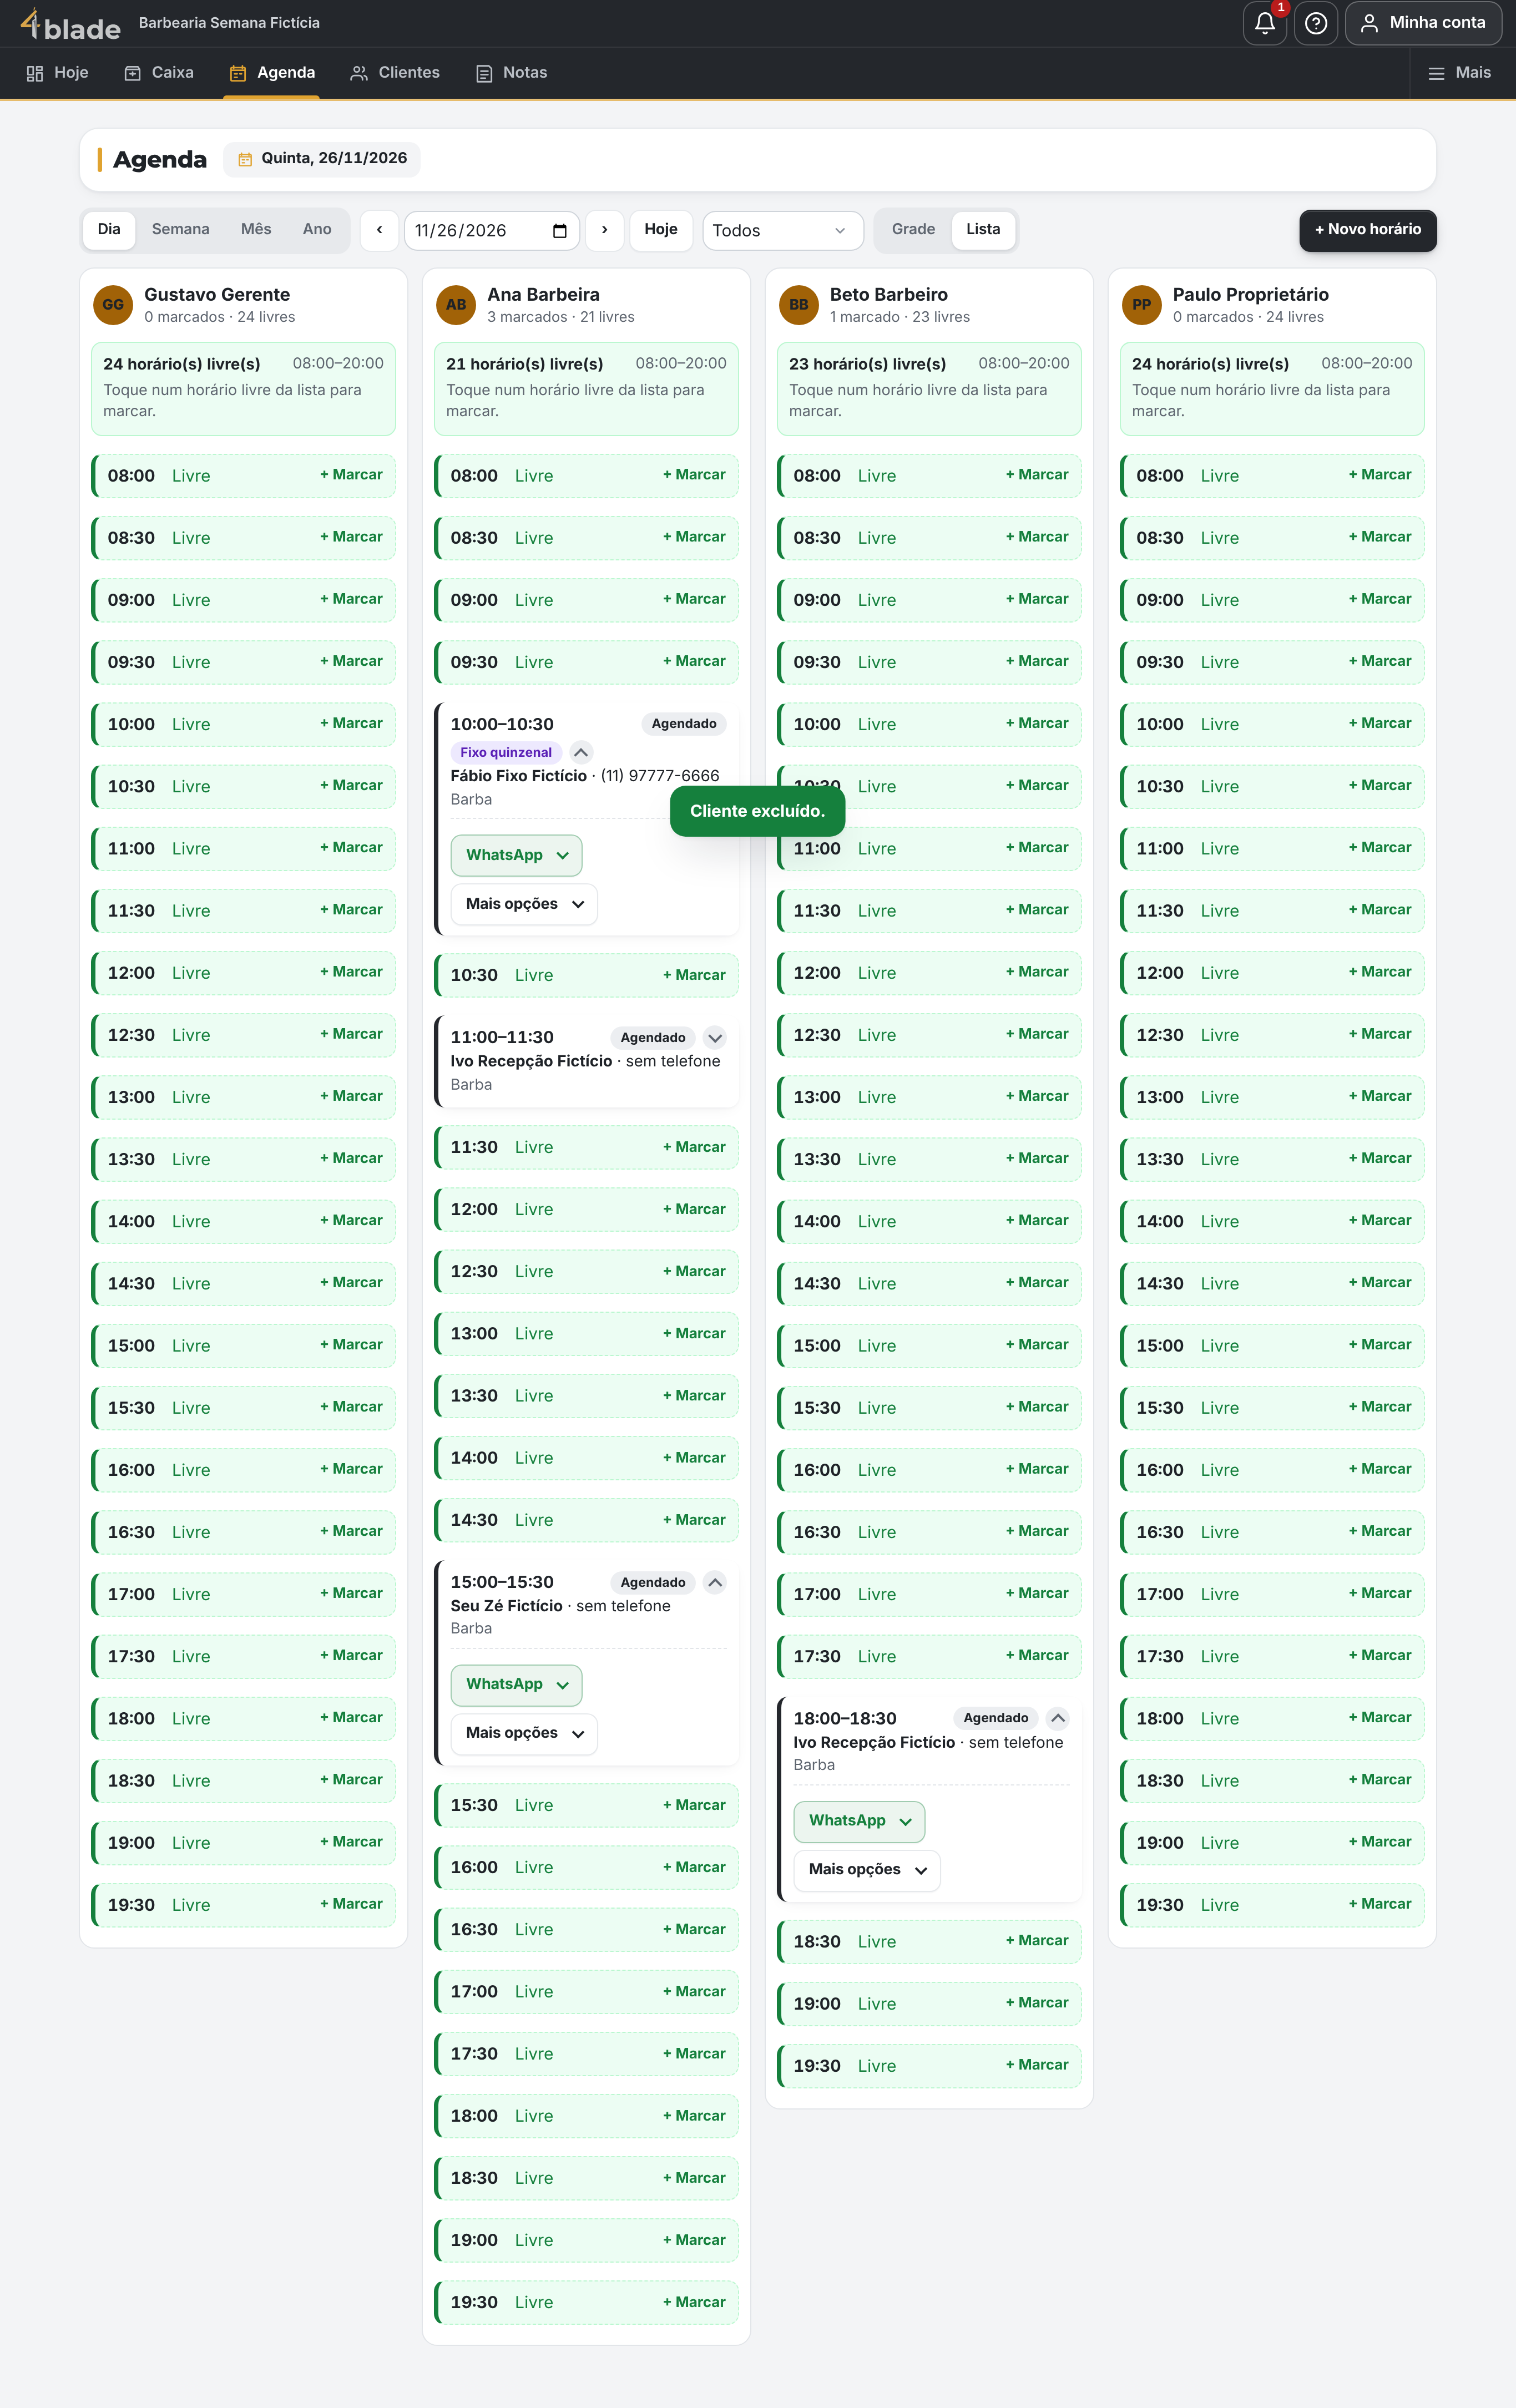 4blade
Barbearia Semana Fictícia
1
Minha conta
Hoje
Caixa
Agenda
Clientes
Notas
Mais
Agenda
Quinta, 26/11/2026
Dia
Semana
Mês
Ano
‹
11/26/2026
›
Hoje
Todos
Grade
Lista
+ Novo horário
GG
Gustavo Gerente
0 marcados · 24 livres
24 horário(s) livre(s) 08:00–20:00
Toque num horário livre da lista para
marcar.
08:00 Livre + Marcar
08:30 Livre + Marcar
09:00 Livre + Marcar
09:30 Livre + Marcar
10:00 Livre + Marcar
10:30 Livre + Marcar
11:00 Livre + Marcar
11:30 Livre + Marcar
12:00 Livre + Marcar
12:30 Livre + Marcar
13:00 Livre + Marcar
13:30 Livre + Marcar
14:00 Livre + Marcar
14:30 Livre + Marcar
15:00 Livre + Marcar
15:30 Livre + Marcar
16:00 Livre + Marcar
16:30 Livre + Marcar
17:00 Livre + Marcar
17:30 Livre + Marcar
18:00 Livre + Marcar
18:30 Livre + Marcar
19:00 Livre + Marcar
19:30 Livre + Marcar
AB
Ana Barbeira
3 marcados · 21 livres
21 horário(s) livre(s) 08:00–20:00
Toque num horário livre da lista para
marcar.
08:00 Livre + Marcar
08:30 Livre + Marcar
09:00 Livre + Marcar
09:30 Livre + Marcar
10:00–10:30 Agendado
Fixo quinzenal
Fábio Fixo Fictício · (11) 97777-6666
Barba
WhatsApp
Mais opções
10:30 Livre + Marcar
11:00–11:30 Agendado
Ivo Recepção Fictício · sem telefone
Barba
11:30 Livre + Marcar
12:00 Livre + Marcar
12:30 Livre + Marcar
13:00 Livre + Marcar
13:30 Livre + Marcar
14:00 Livre + Marcar
14:30 Livre + Marcar
15:00–15:30 Agendado
Seu Zé Fictício · sem telefone
Barba
WhatsApp
Mais opções
15:30 Livre + Marcar
16:00 Livre + Marcar
16:30 Livre + Marcar
17:00 Livre + Marcar
17:30 Livre + Marcar
18:00 Livre + Marcar
18:30 Livre + Marcar
19:00 Livre + Marcar
19:30 Livre + Marcar
Cliente excluído.
BB
Beto Barbeiro
1 marcado · 23 livres
23 horário(s) livre(s) 08:00–20:00
Toque num horário livre da lista para
marcar.
08:00 Livre + Marcar
08:30 Livre + Marcar
09:00 Livre + Marcar
09:30 Livre + Marcar
10:00 Livre + Marcar
10:30 Livre + Marcar
11:00 Livre + Marcar
11:30 Livre + Marcar
12:00 Livre + Marcar
12:30 Livre + Marcar
13:00 Livre + Marcar
13:30 Livre + Marcar
14:00 Livre + Marcar
14:30 Livre + Marcar
15:00 Livre + Marcar
15:30 Livre + Marcar
16:00 Livre + Marcar
16:30 Livre + Marcar
17:00 Livre + Marcar
17:30 Livre + Marcar
18:00–18:30 Agendado
Ivo Recepção Fictício · sem telefone
Barba
WhatsApp
Mais opções
18:30 Livre + Marcar
19:00 Livre + Marcar
19:30 Livre + Marcar
PP
Paulo Proprietário
0 marcados · 24 livres
24 horário(s) livre(s) 08:00–20:00
Toque num horário livre da lista para
marcar.
08:00 Livre + Marcar
08:30 Livre + Marcar
09:00 Livre + Marcar
09:30 Livre + Marcar
10:00 Livre + Marcar
10:30 Livre + Marcar
11:00 Livre + Marcar
11:30 Livre + Marcar
12:00 Livre + Marcar
12:30 Livre + Marcar
13:00 Livre + Marcar
13:30 Livre + Marcar
14:00 Livre + Marcar
14:30 Livre + Marcar
15:00 Livre + Marcar
15:30 Livre + Marcar
16:00 Livre + Marcar
16:30 Livre + Marcar
17:00 Livre + Marcar
17:30 Livre + Marcar
18:00 Livre + Marcar
18:30 Livre + Marcar
19:00 Livre + Marcar
19:30 Livre + Marcar